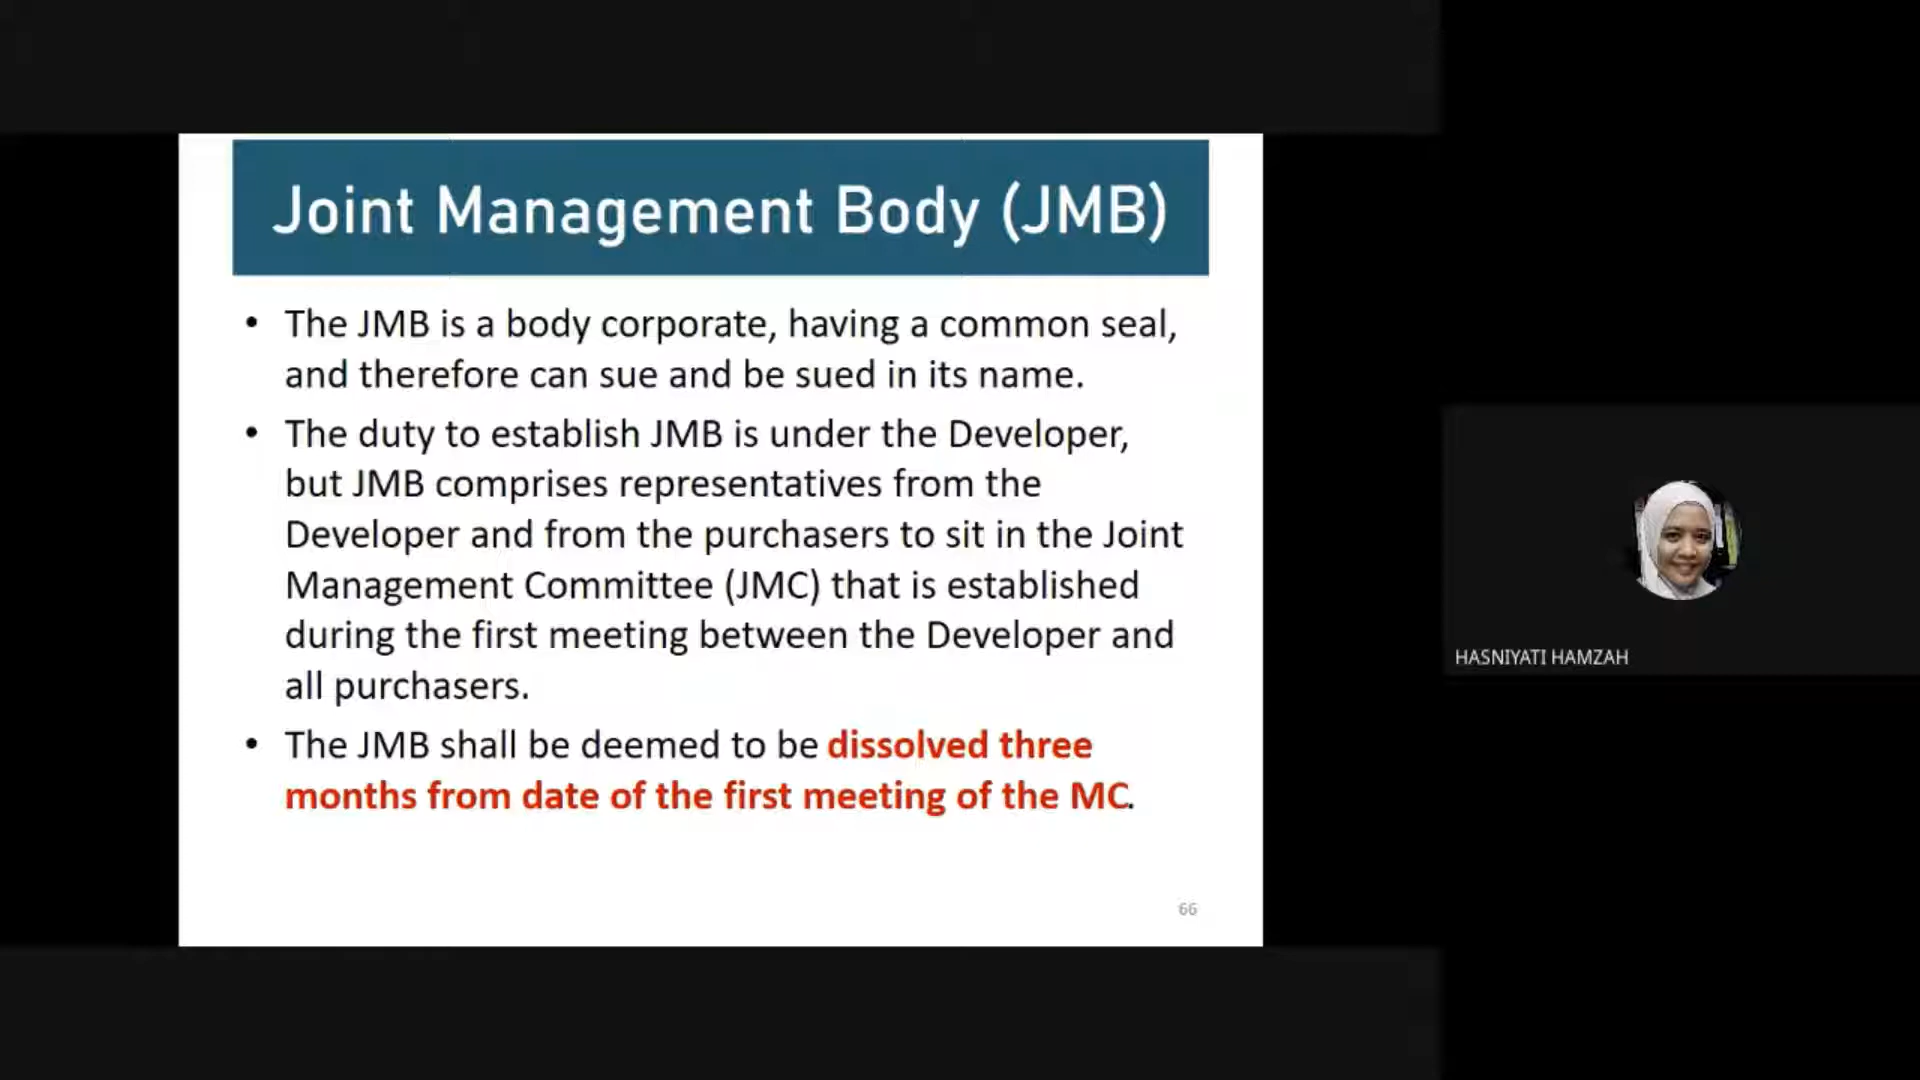 Joint Management Body (JMB)
• The JMB is a body corporate, having a common seal,
and therefore can sue and be sued in its name.
• The duty to establish JMB is under the Developer,
but JMB comprises representatives from the
Developer and from the purchasers to sit in the Joint
Management Committee (JMC) that is established
during the first meeting between the Developer and
all purchasers.
• The JMB shall be deemed to be dissolved three
months from date of the first meeting of the MC.
66
HASNIYATI HAMZAH